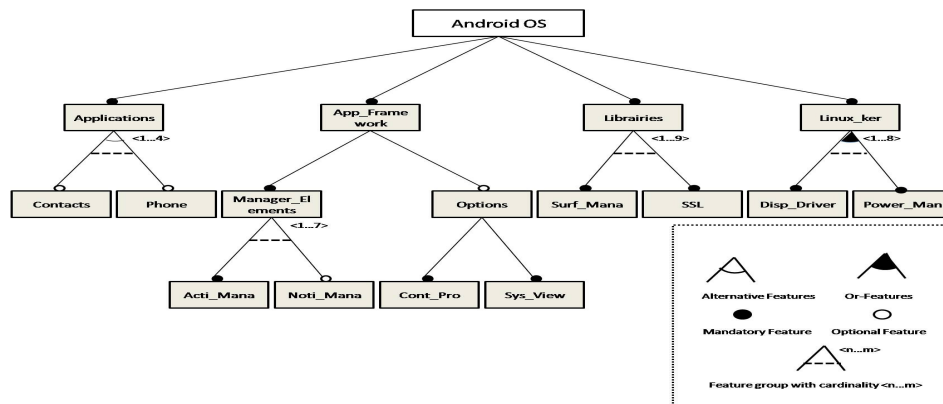 Android OS
Applications
App_Frame
work
Librairies
Linux_ker
<1...4>
<1...9>
<1...8>
Contacts
Phone
Manager_El
ements
Options
Surf_Mana
SSL
Disp_Driver
Power_Man
<1...7>
Acti_Mana
Noti_Mana
Cont_Pro
Sys_View
Alternative Features
Or-Features
Mandatory Feature
Optional Feature
<n...m>
Feature group with cardinality <n...m>